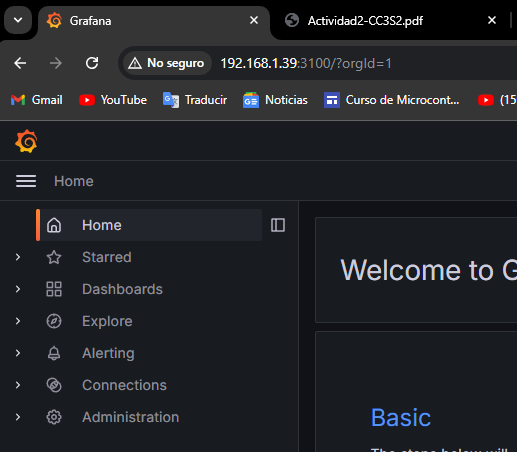 Grafana
Actividad2-CC3S2.pdf
No seguro 192.168.1.39:3100/?orgId=1
Gmail YouTube Traducir Noticias Curso de Microcont... (15
Home
Home
Welcome to G
Starred
Dashboards
Explore
Alerting
Connections
Basic
Administration
The steps below will